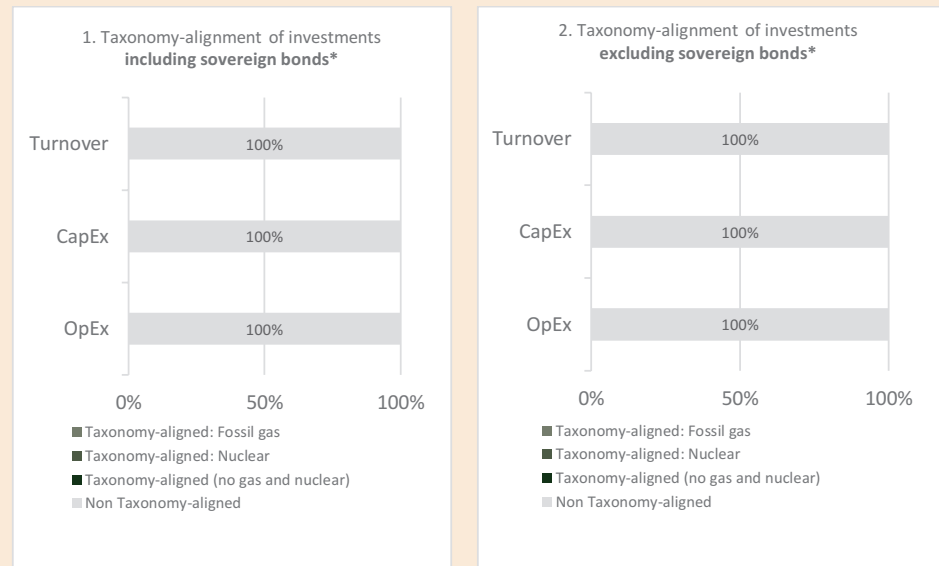 1. Taxonomy-alignment of investments
including sovereign bonds*
Turnover
100%
CapEx
100%
OpEx
100%
0%
50%
100%
Taxonomy-aligned: Fossil gas
Taxonomy-aligned: Nuclear
Taxonomy-aligned (no gas and nuclear)
Non Taxonomy-aligned
2. Taxonomy-alignment of investments
excluding sovereign bonds*
Turnover
100%
CapEx
100%
OpEx
100%
0%
50%
100%
Taxonomy-aligned: Fossil gas
Taxonomy-aligned: Nuclear
Taxonomy-aligned (no gas and nuclear)
Non Taxonomy-aligned